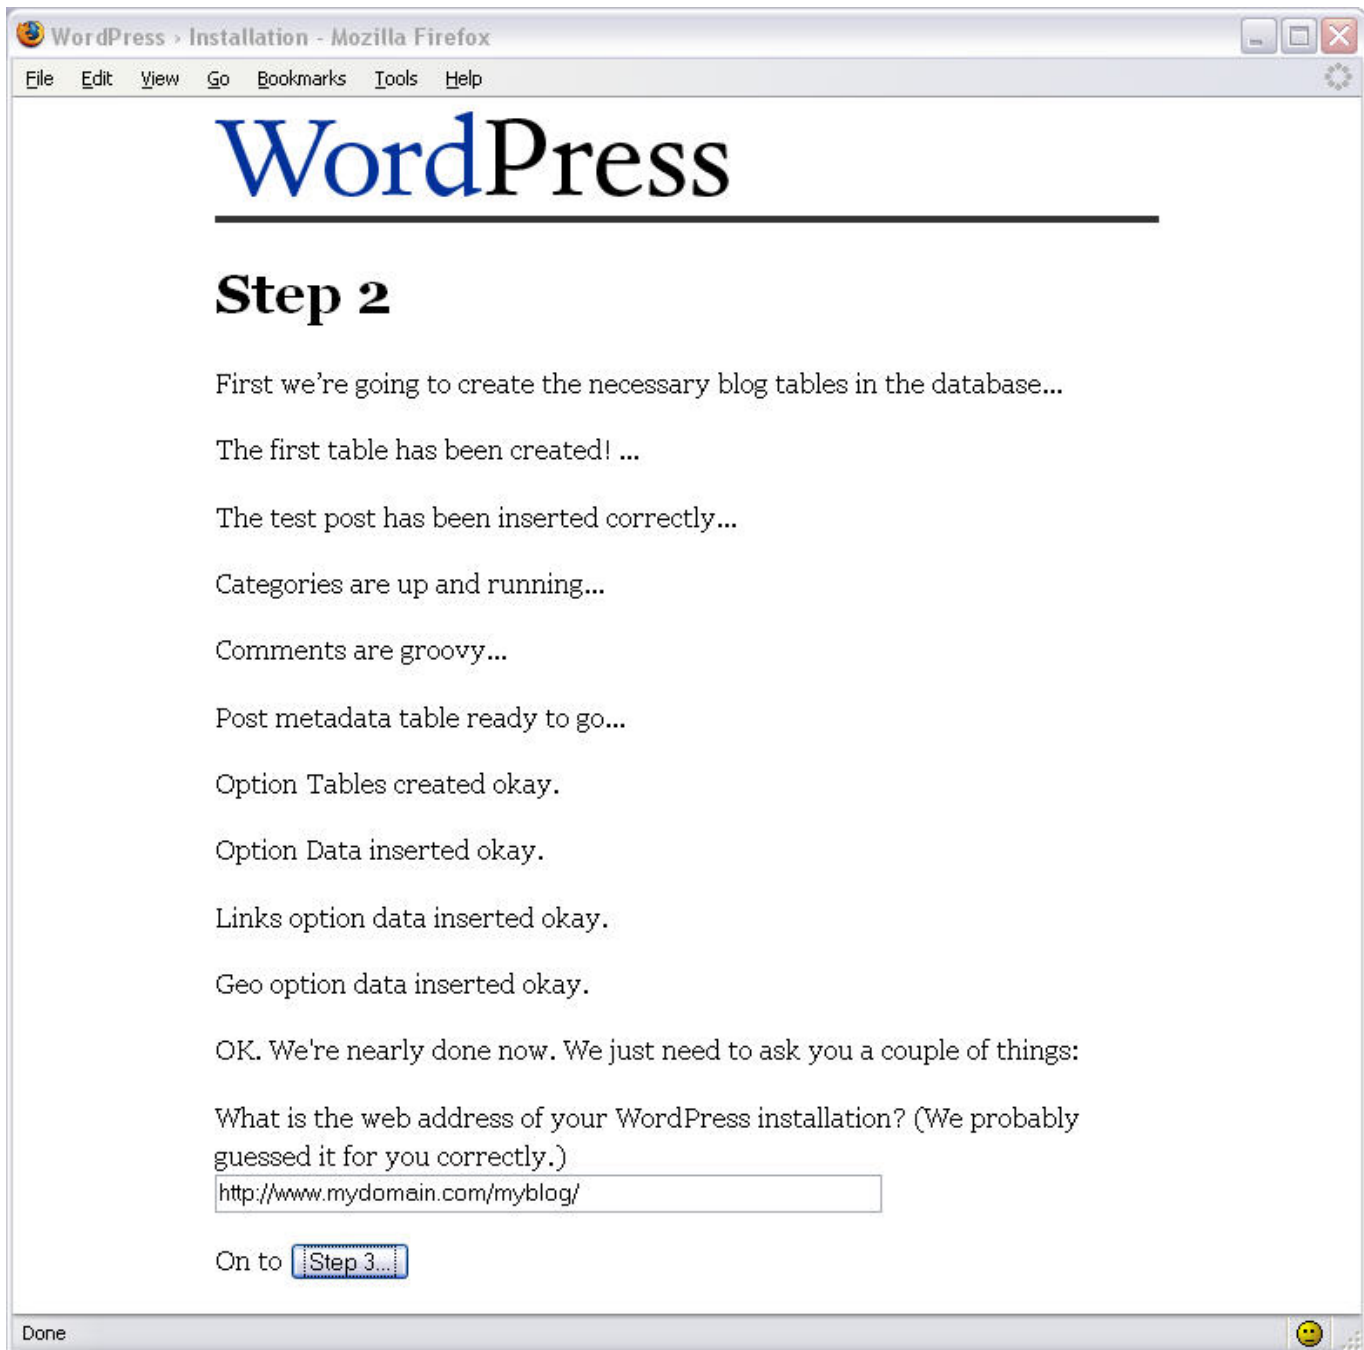 WordPress › Installation - Mozilla Firefox
File Edit View Go Bookmarks Tools Help
WordPress
Step 2
First we’re going to create the necessary blog tables in the database...
The first table has been created! ...
The test post has been inserted correctly...
Categories are up and running...
Comments are groovy...
Post metadata table ready to go...
Option Tables created okay.
Option Data inserted okay.
Links option data inserted okay.
Geo option data inserted okay.
OK. We're nearly done now. We just need to ask you a couple of things:
What is the web address of your WordPress installation? (We probably
guessed it for you correctly.)
http://www.mydomain.com/myblog/
On to Step 3...
Done